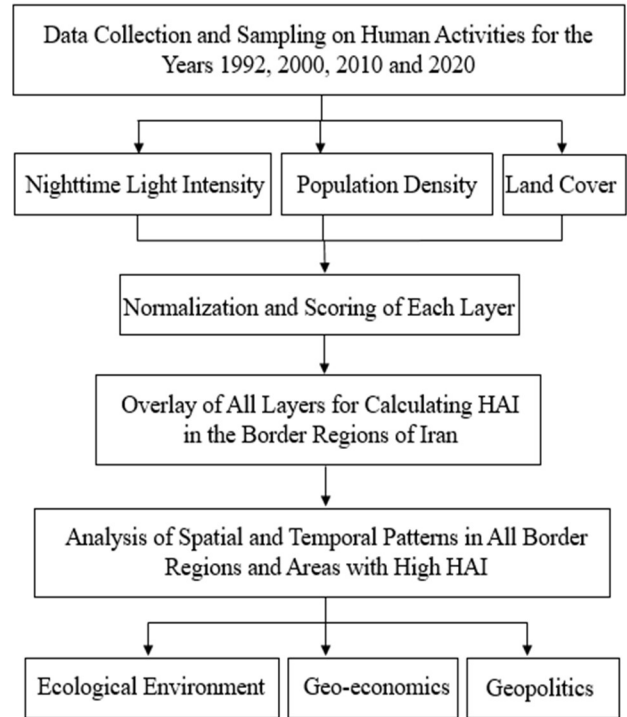 Data Collection and Sampling on Human Activities for the
Years 1992, 2000, 2010 and 2020
Nighttime Light Intensity
Population Density
Land Cover
Normalization and Scoring of Each Layer
Overlay of All Layers for Calculating HAI
in the Border Regions of Iran
Analysis of Spatial and Temporal Patterns in All Border
Regions and Areas with High HAI
Ecological Environment
Geo-economics
Geopolitics